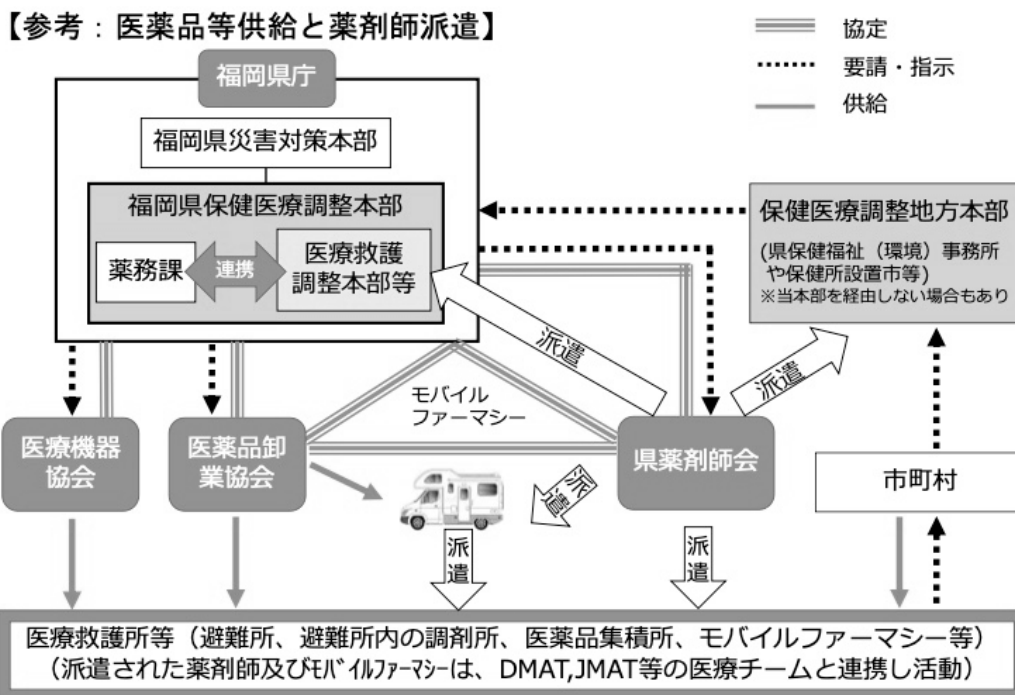 【参考：医薬品等供給と薬剤師派遣】
協定
要請・指示
供給
福岡県庁
福岡県災害対策本部
福岡県保健医療調整本部
薬務課
連携
医療救護
調整本部等
保健医療調整地方本部
(県保健福祉（環境）事務所
や保健所設置市等)
※当本部を経由しない場合もあり
派遣
派遣
モバイル
ファーマシー
医療機器
協会
医薬品卸
業協会
県薬剤師会
市町村
派遣
派遣
派遣
医療救護所等（避難所、避難所内の調剤所、医薬品集積所、モバイルファーマシー等）
（派遣された薬剤師及びﾓﾊﾞｲﾙﾌｧｰﾏｼｰは、DMAT,JMAT等の医療チームと連携し活動）